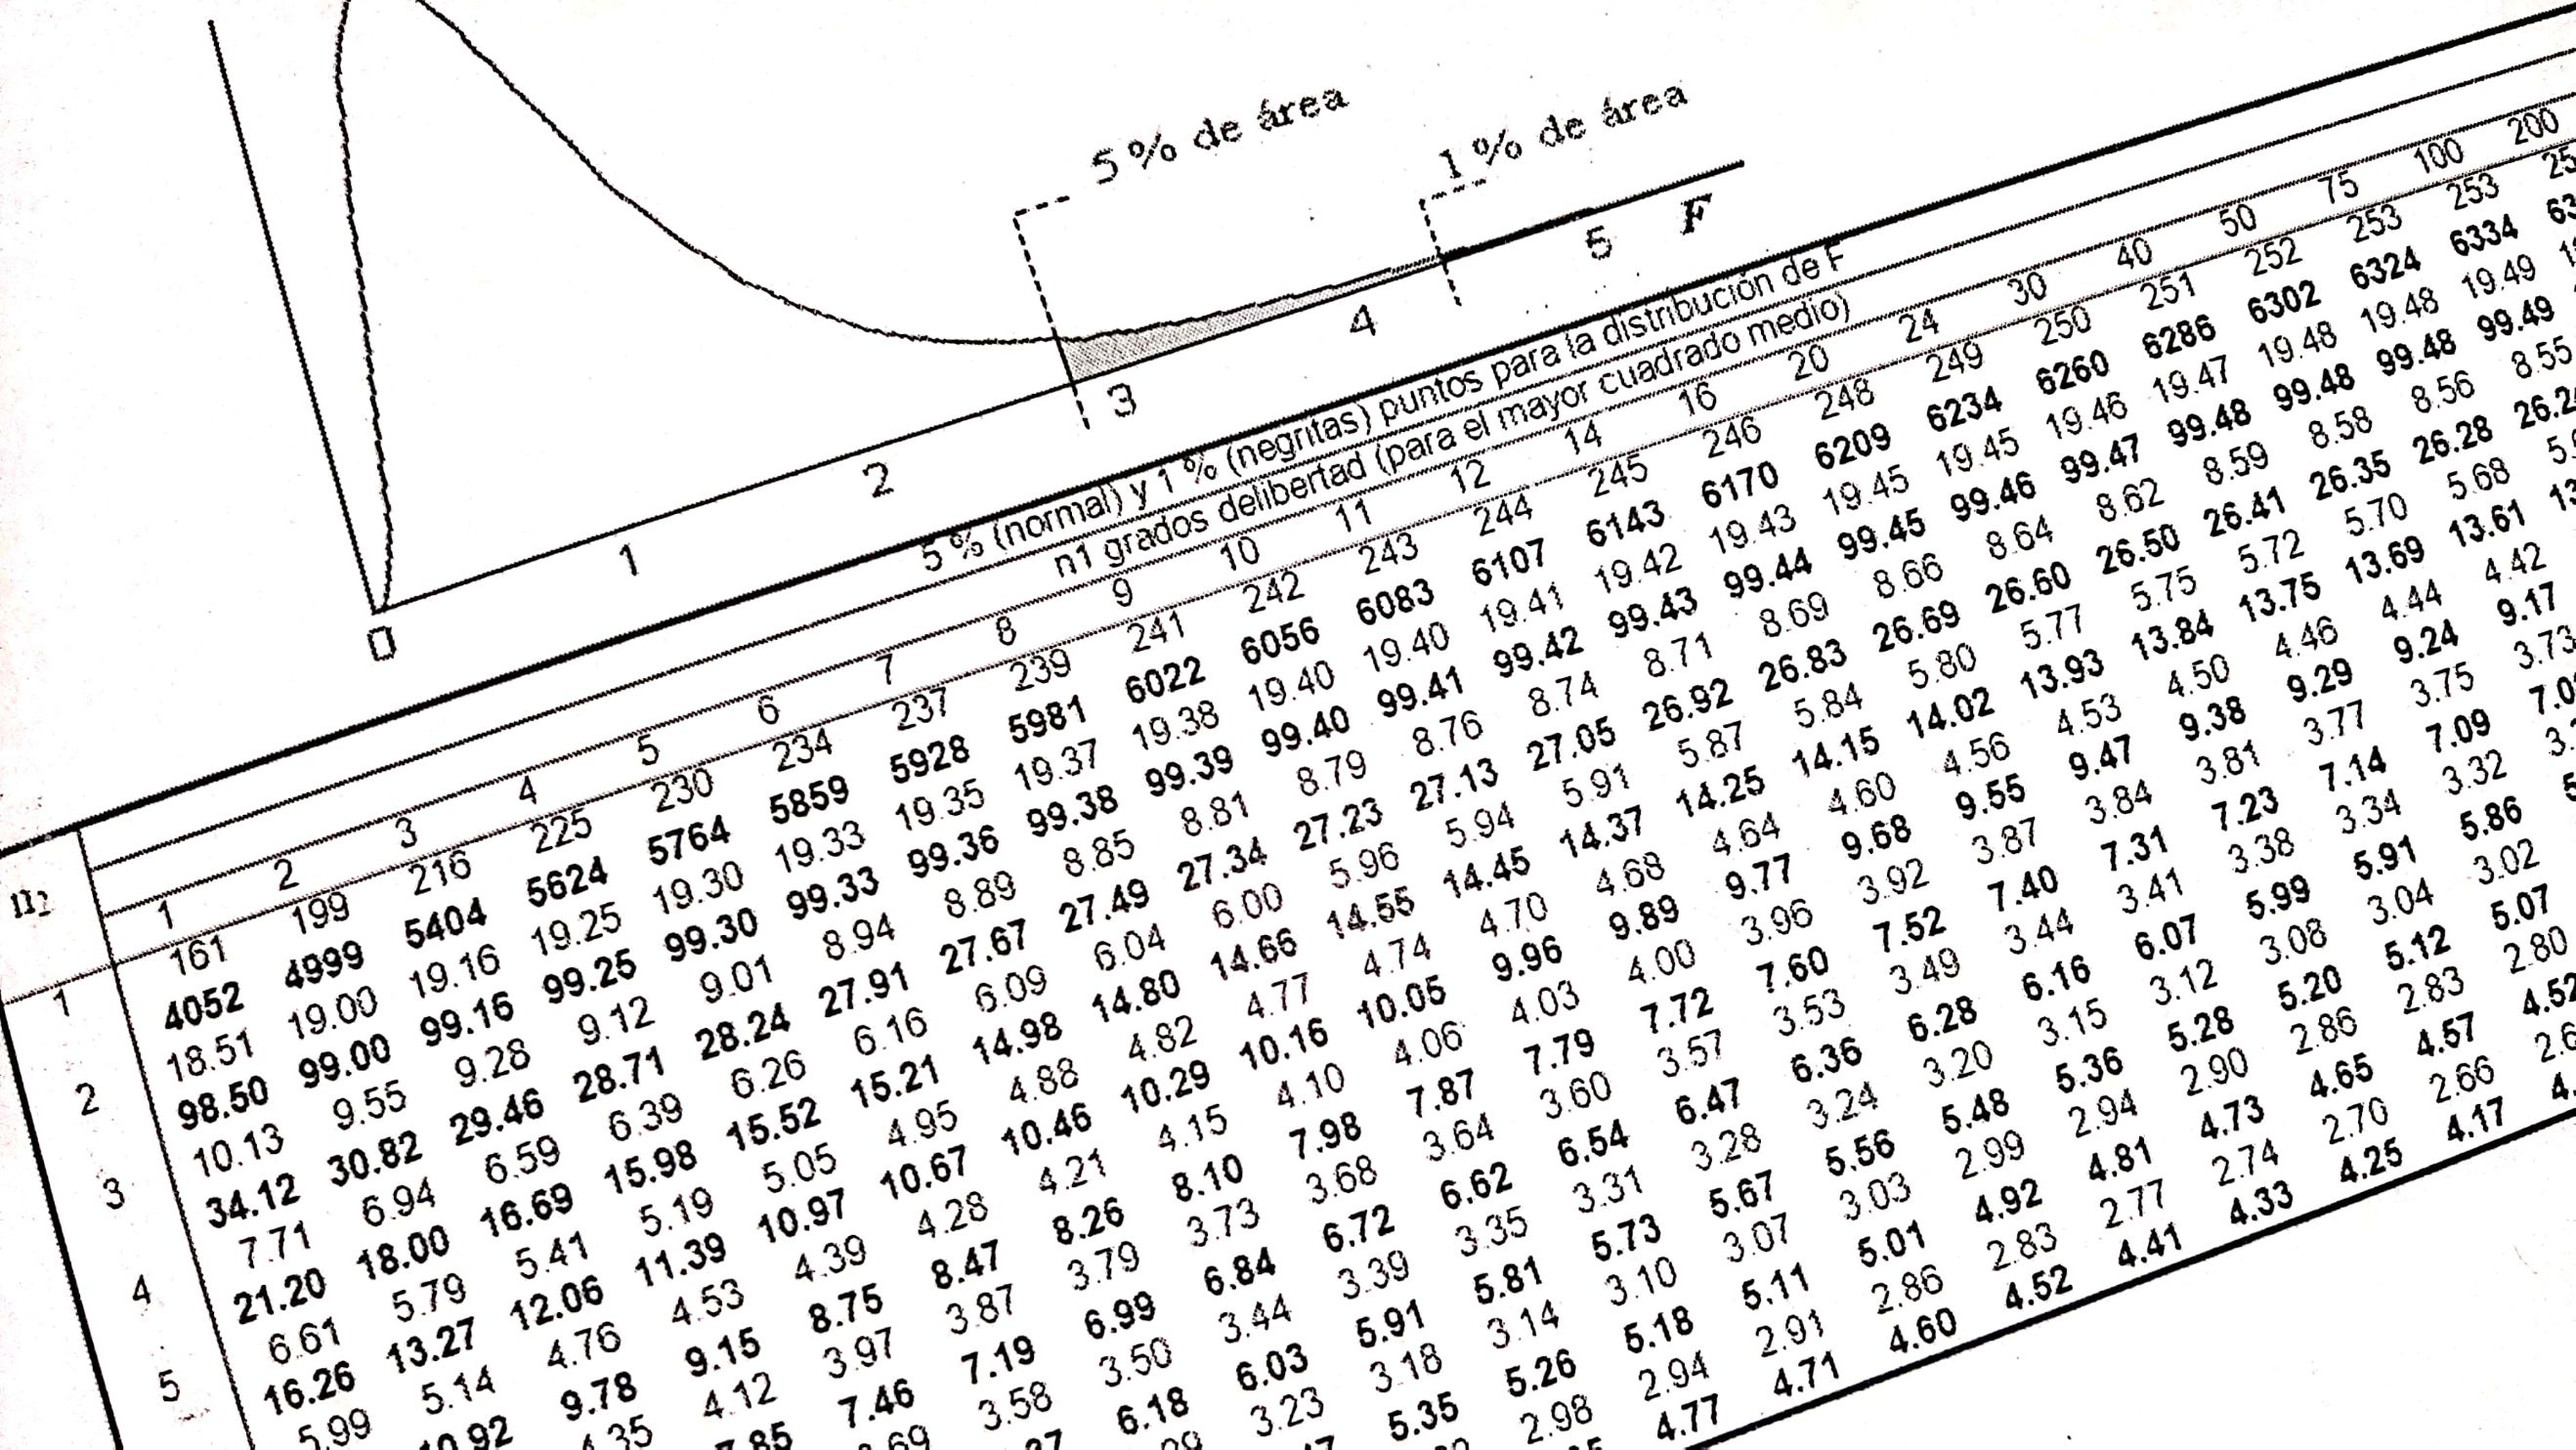 5 % de área
1 % de área
0 1 2 3 4 5 F
5 % (normal) y 1 % (negritas) puntos para la distribución de F
n1 grados delibertad (para el mayor cuadrado medio)
n₂ 1 2 3 4 5 6 7 8 9 10 11 12 14 16 20 24 30 40 50 75 100 200
1 161 199 216 225 230 234 237 239 241 242 243 244 245 246 248 249 250 251 252 253 253
4052 4999 5404 5624 5764 5859 5928 5981 6022 6056 6083 6107 6143 6170 6209 6234 6260 6286 6302 6324 6334
2 18.51 19.00 19.16 19.25 19.30 19.33 19.35 19.37 19.38 19.40 19.40 19.41 19.42 19.43 19.45 19.45 19.46 19.47 19.48 19.48 19.49
98.50 99.00 99.16 99.25 99.30 99.33 99.36 99.38 99.39 99.40 99.41 99.42 99.43 99.44 99.45 99.46 99.47 99.48 99.48 99.48 99.49
3 10.13 9.55 9.28 9.12 9.01 8.94 8.89 8.85 8.81 8.79 8.76 8.74 8.71 8.69 8.66 8.64 8.62 8.59 8.58 8.56 8.55
34.12 30.82 29.46 28.71 28.24 27.91 27.67 27.49 27.34 27.23 27.13 27.05 26.92 26.83 26.69 26.60 26.50 26.41 26.35 26.28
4 7.71 6.94 6.59 6.39 6.26 6.16 6.09 6.04 6.00 5.96 5.94 5.91 5.87 5.84 5.80 5.77 5.75 5.72 5.70 5.68
21.20 18.00 16.69 15.98 15.52 15.21 14.98 14.80 14.66 14.55 14.45 14.37 14.25 14.15 14.02 13.93 13.84 13.75 13.69 13.61
5 6.61 5.79 5.41 5.19 5.05 4.95 4.88 4.82 4.77 4.74 4.70 4.68 4.64 4.60 4.56 4.53 4.50 4.46 4.44 4.42
16.26 13.27 12.06 11.39 10.97 10.67 10.46 10.29 10.16 10.05 9.96 9.89 9.77 9.68 9.55 9.47 9.38 9.29 9.24 9.17
5.99 5.14 4.76 4.53 4.39 4.28 4.21 4.15 4.10 4.06 4.03 4.00 3.96 3.92 3.87 3.84 3.81 3.77 3.75 3.73
9.78 9.15 8.75 8.47 8.26 8.10 7.98 7.87 7.79 7.72 7.60 7.52 7.40 7.31 7.23 7.14 7.09
4.12 3.97 3.87 3.79 3.73 3.68 3.64 3.60 3.57 3.53 3.49 3.44 3.41 3.38 3.34 3.32
7.46 7.19 6.99 6.84 6.72 6.62 6.54 6.47 6.36 6.28 6.16 6.07 5.99 5.91 5.86
3.58 3.50 3.44 3.39 3.35 3.31 3.28 3.24 3.20 3.15 3.12 3.08 3.04 3.02
6.18 6.03 5.91 5.81 5.73 5.67 5.56 5.48 5.36 5.28 5.20 5.12 5.07
3.23 3.18 3.14 3.10 3.07 3.03 2.99 2.94 2.90 2.86 2.83 2.80
5.35 5.26 5.18 5.11 5.01 4.92 4.81 4.73 4.65 4.57 4.52
2.98 2.94 2.91 2.86 2.83 2.77 2.74 2.70 2.66
4.77 4.71 4.60 4.52 4.41 4.33 4.25 4.17